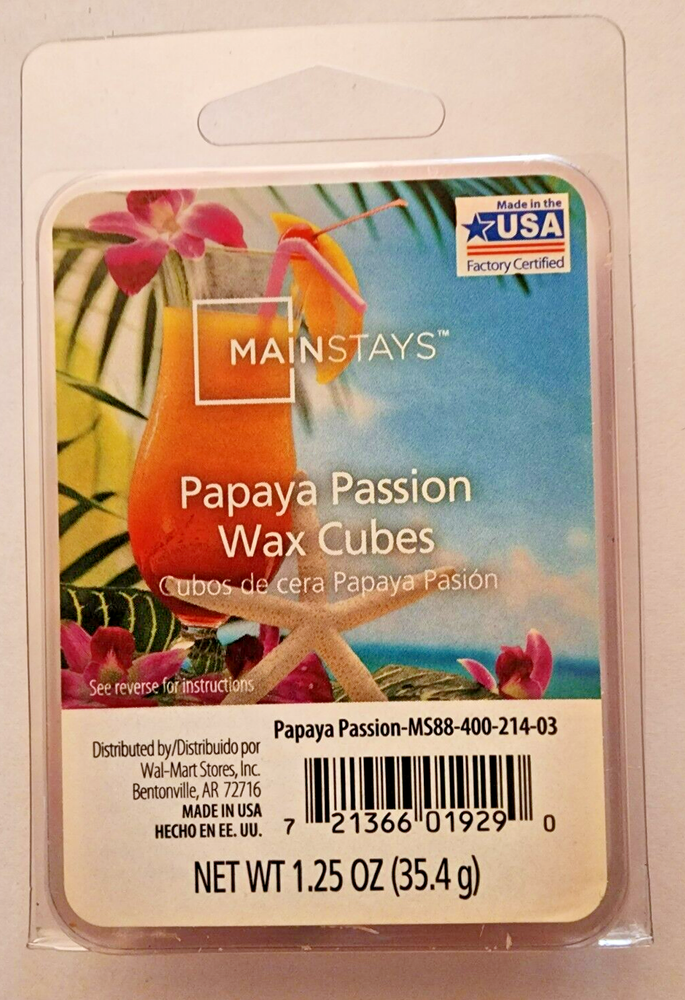 Made in the
USA
Factory Certified
MAINSTAYS™
Papaya Passion
Wax Cubes
Cubos de cera Papaya Pasión
See reverse for instructions
Papaya Passion-MS88-400-214-03
Distributed by/Distribuido por
Wal-Mart Stores, Inc.
Bentonville, AR 72716
MADE IN USA
HECHO EN EE. UU.
7 21366 01929 0
NET WT 1.25 OZ (35.4 g)